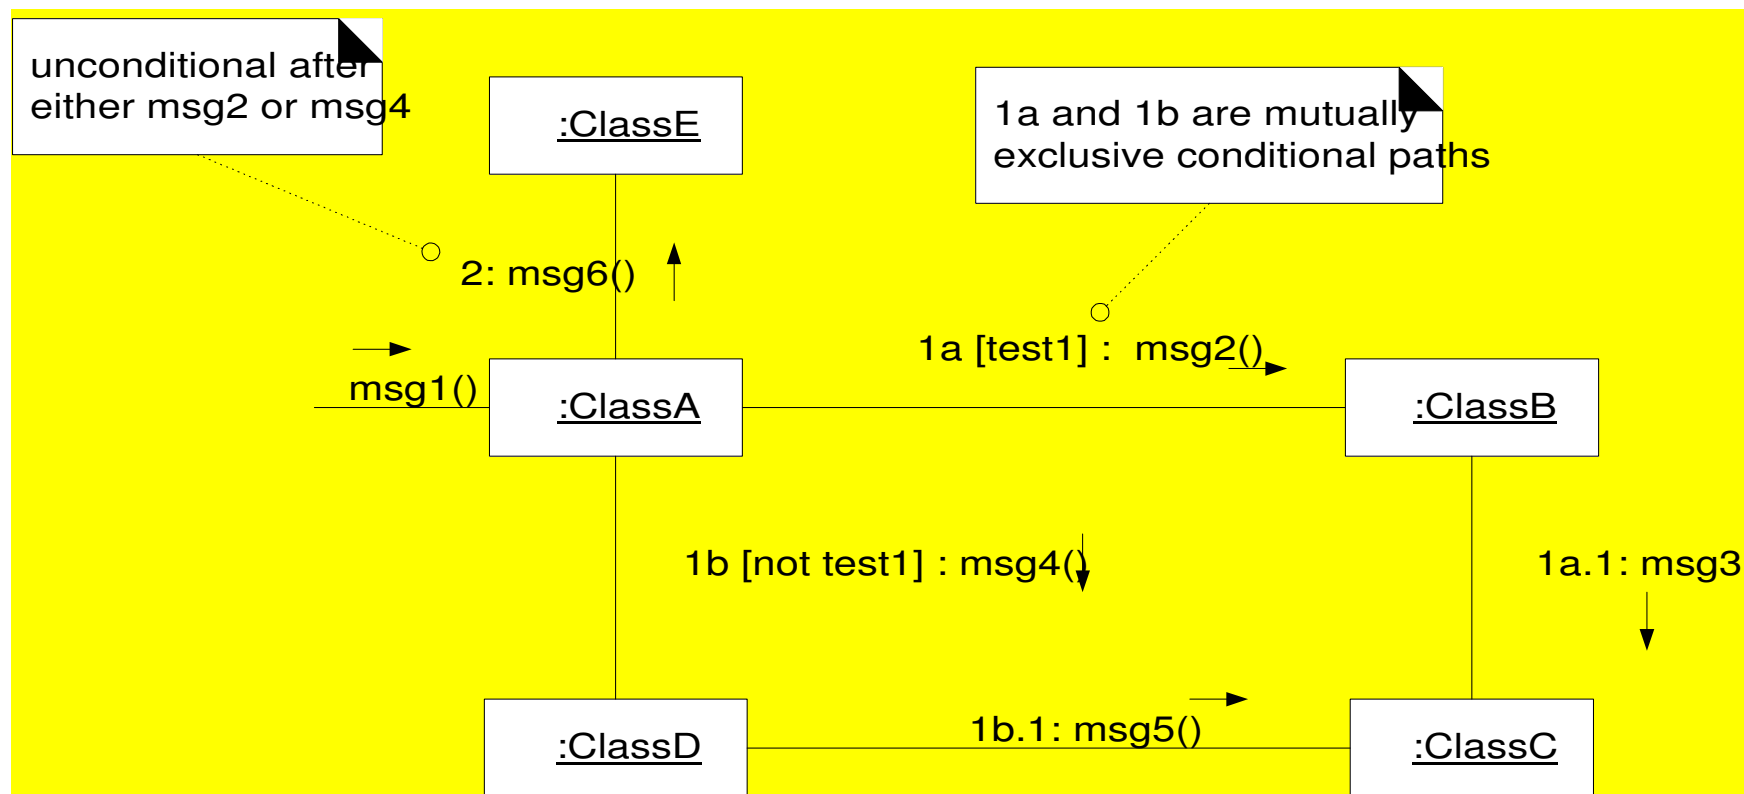 unconditional after
either msg2 or msg4
:ClassE
1a and 1b are mutually
exclusive conditional paths
2: msg6()
1a [test1] :  msg2()
msg1()
:ClassA
:ClassB
1b [not test1] : msg4()
1a.1: msg3
:ClassD
1b.1: msg5()
:ClassC